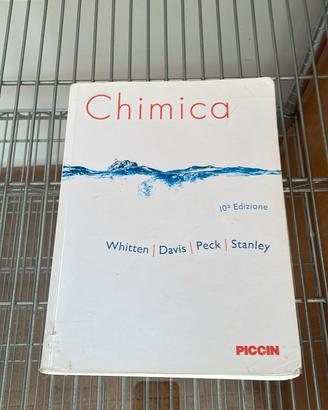 Chimica
10ª Edizione
Whitten | Davis | Peck | Stanley
PICCIN